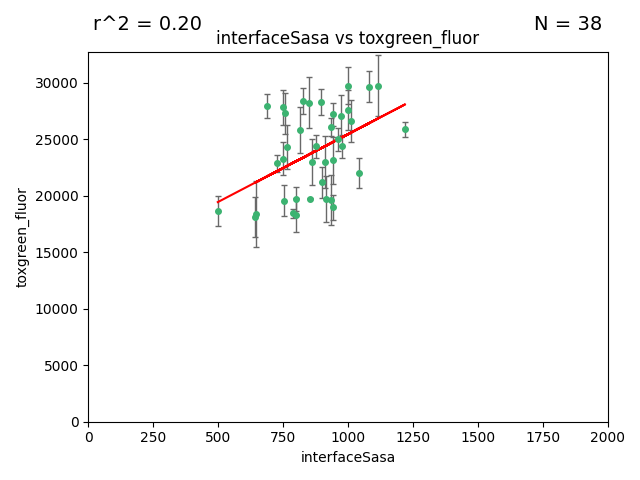 r^2 = 0.20
N = 38
interfaceSasa vs toxgreen_fluor
30000
25000
20000
15000
10000
5000
0
toxgreen_fluor
0 250 500 750 1000 1250 1500 1750 2000
interfaceSasa